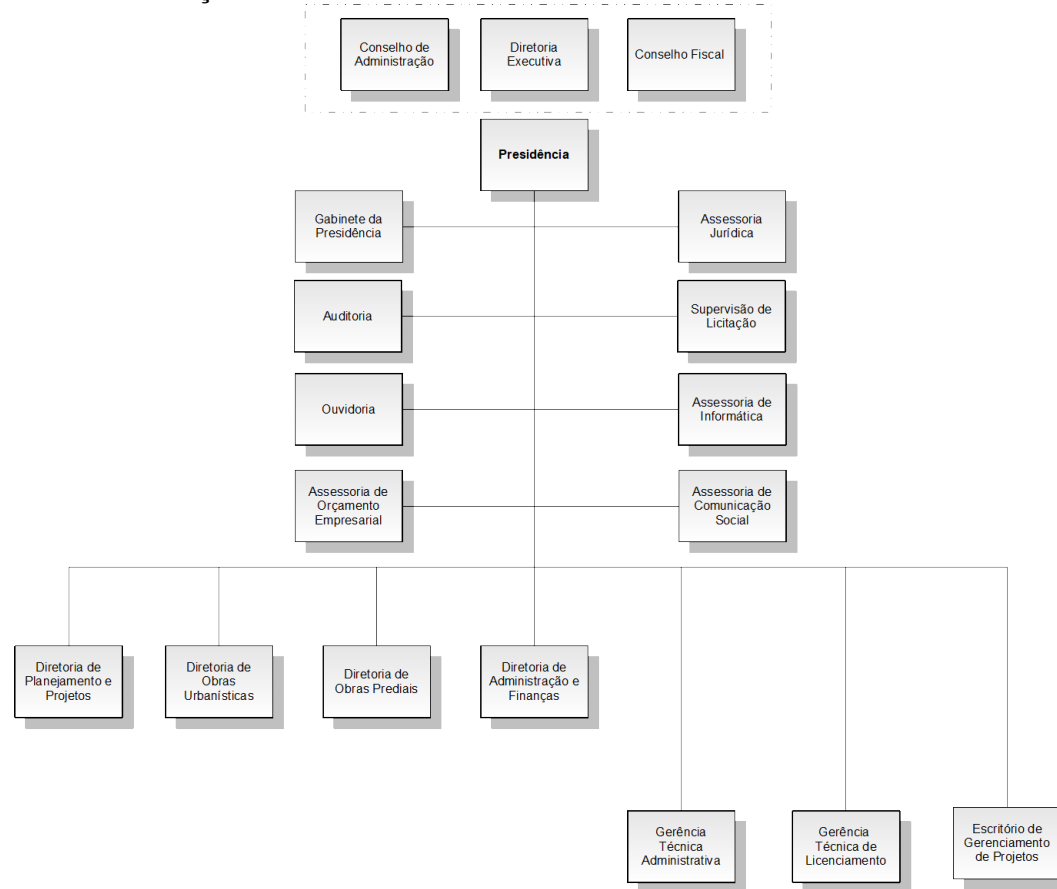 Conselho de
Administração
Diretoria
Executiva
Conselho Fiscal
Presidência
Gabinete da
Presidência
Assessoria
Jurídica
Auditoria
Supervisão de
Licitação
Ouvidoria
Assessoria de
Informática
Assessoria de
Orçamento
Empresarial
Assessoria de
Comunicação
Social
Diretoria de
Planejamento e
Projetos
Diretoria de
Obras
Urbanísticas
Diretoria de
Obras Prediais
Diretoria de
Administração e
Finanças
Gerência
Técnica
Administrativa
Gerência
Técnica de
Licenciamento
Escritório de
Gerenciamento
de Projetos